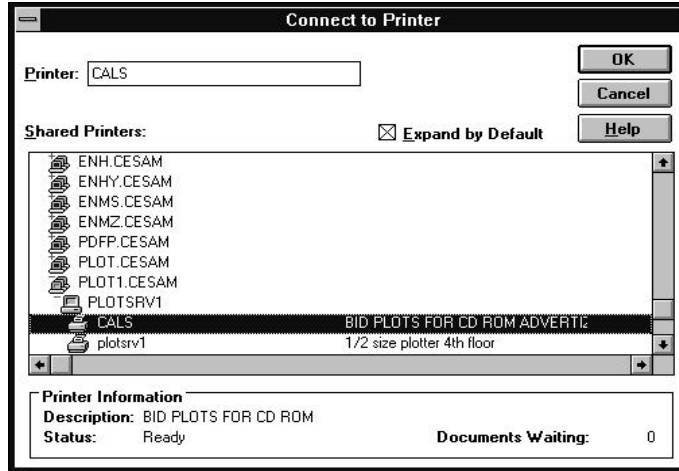 Connect to Printer
Printer: CALS
OK
Cancel
Help
Shared Printers:
Expand by Default
ENH.CESAM
ENHY.CESAM
ENMS.CESAM
ENMZ.CESAM
PDFP.CESAM
PLOT.CESAM
PLOT1.CESAM
PLOTSRV1
CALS BID PLOTS FOR CD ROM ADVERTIZ
plotsrv1 1/2 size plotter 4th floor
Printer Information
Description: BID PLOTS FOR CD ROM
Status: Ready Documents Waiting: 0